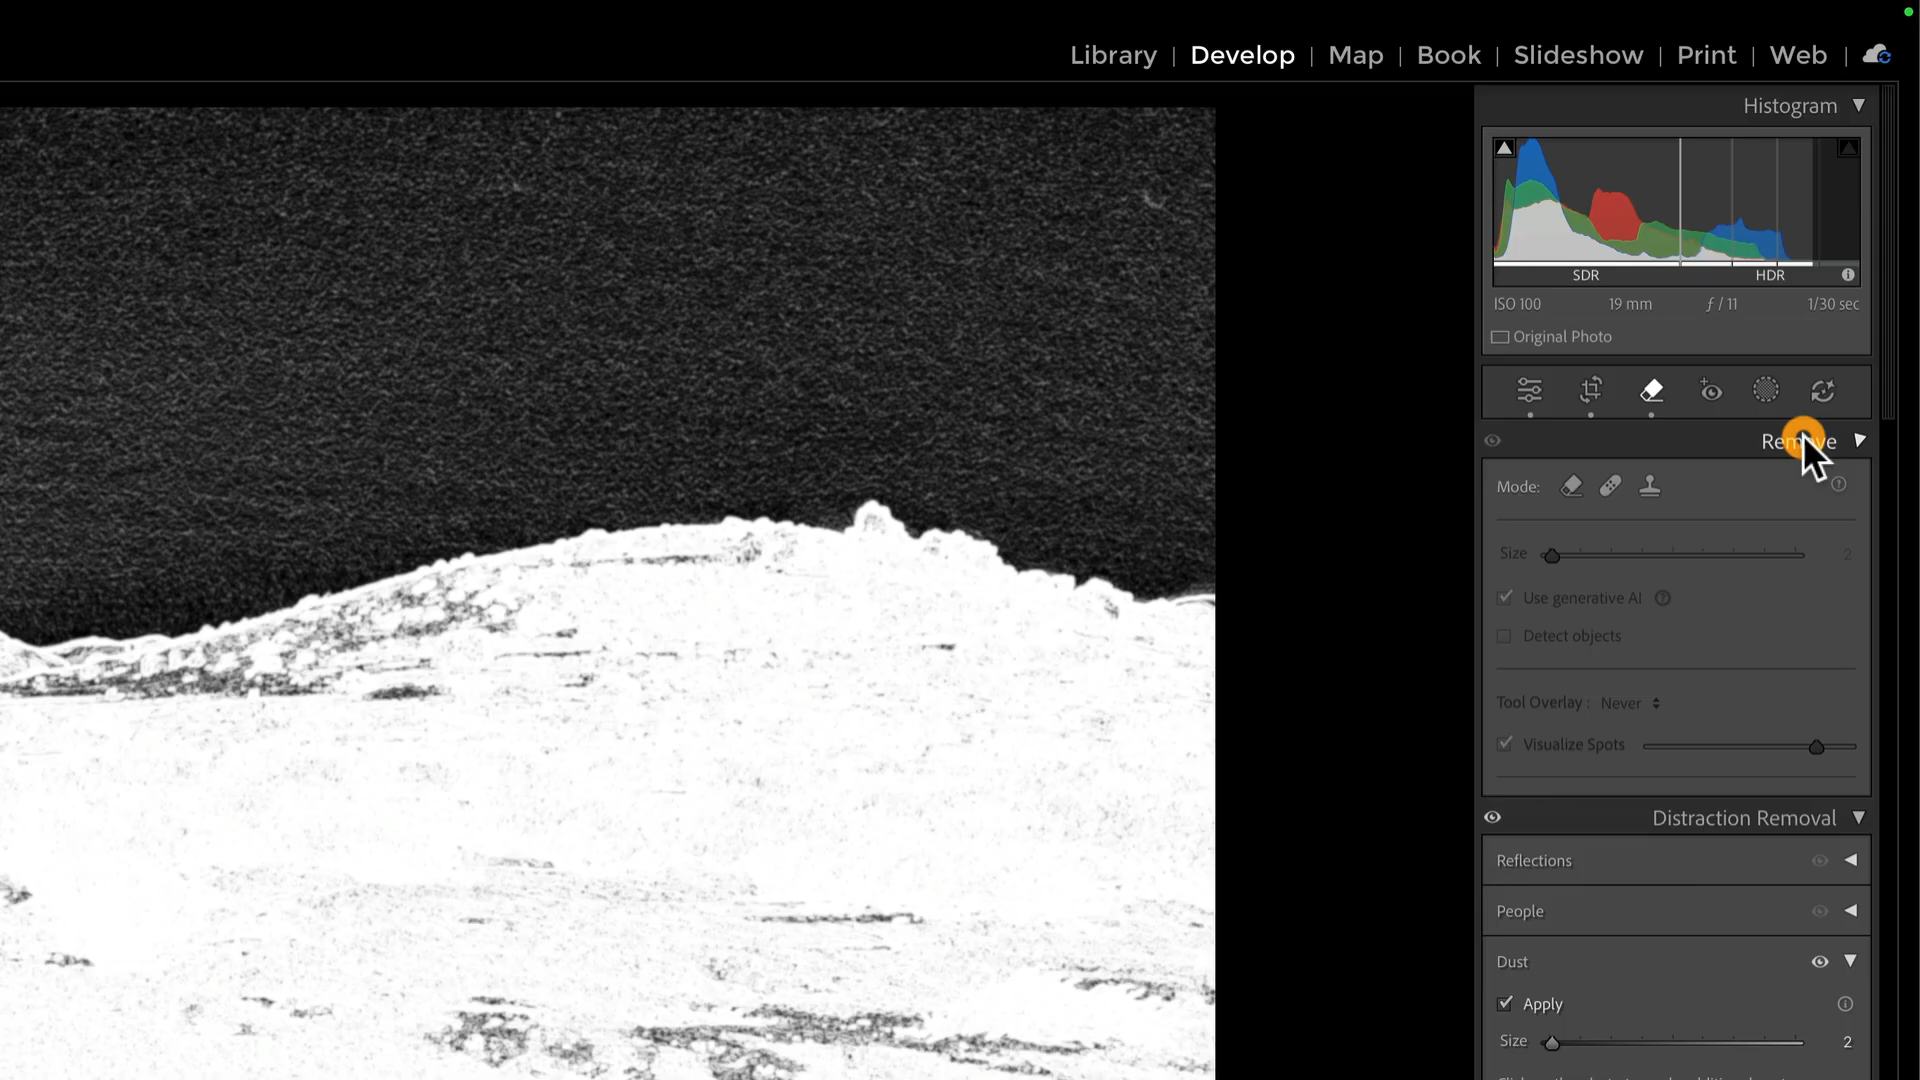 Library | Develop | Map | Book | Slideshow | Print | Web |
Histogram
SDR HDR
ISO 100 19 mm ƒ / 11 1/30 sec
Original Photo
Remove
Mode:
Size 2
Use generative AI
Detect objects
Tool Overlay : Never
Visualize Spots
Distraction Removal
Reflections
People
Dust
Apply
Size 2